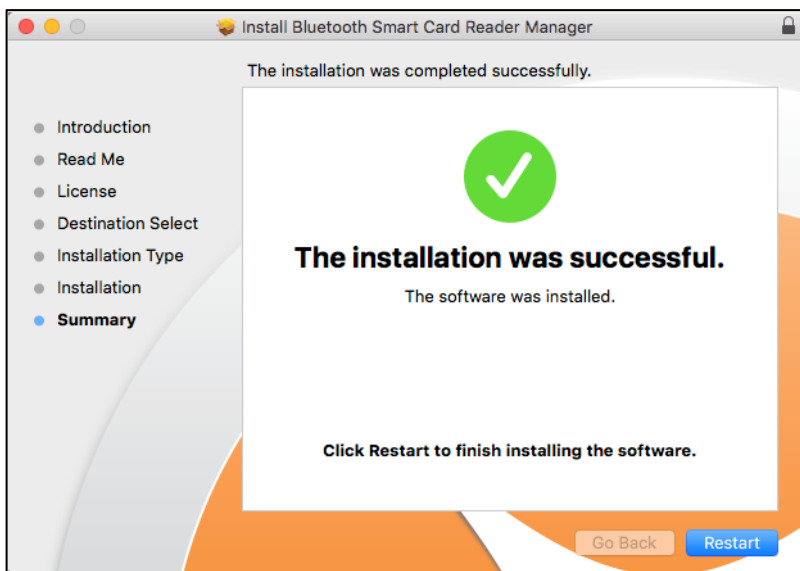 Install Bluetooth Smart Card Reader Manager
The installation was completed successfully.
Introduction
Read Me
License
Destination Select
Installation Type
Installation
Summary
The installation was successful.
The software was installed.
Click Restart to finish installing the software.
Go Back
Restart